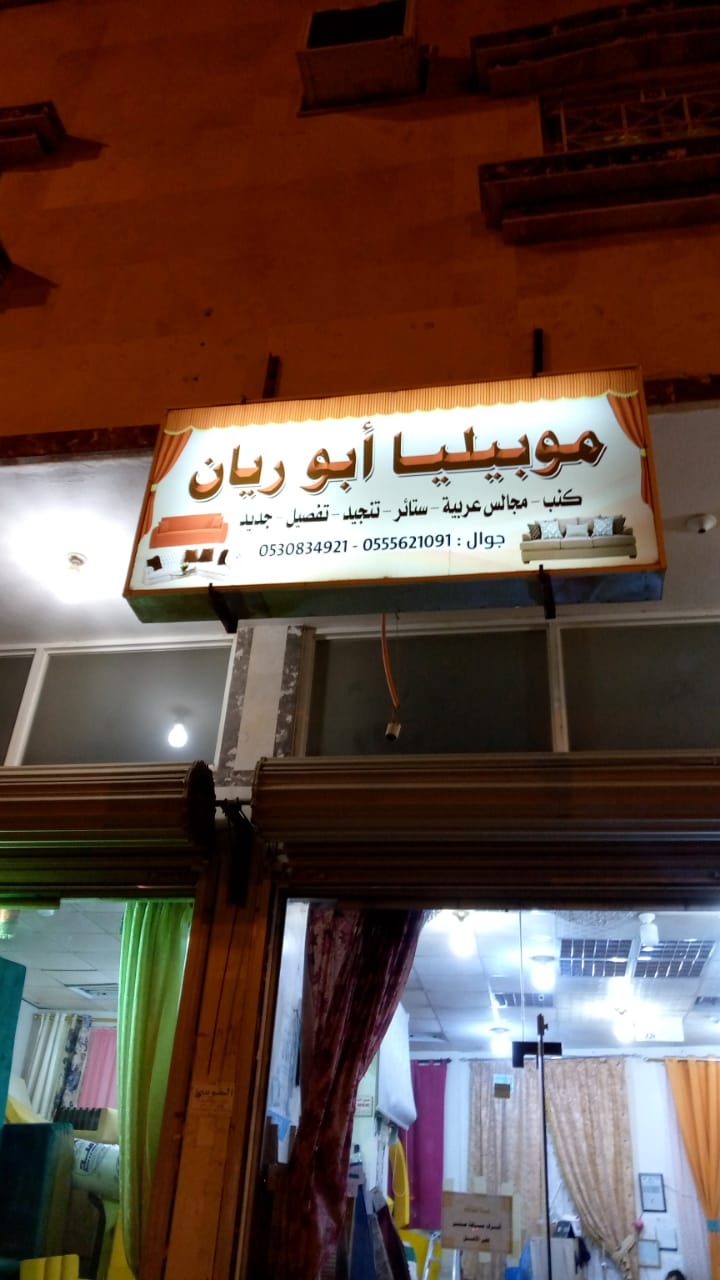 موبيليا أبو ريان
كنب - مجالس عربية - ستائر - تنجيد - تفصيل - جديد
جوال : 0555621091 - 0530834921